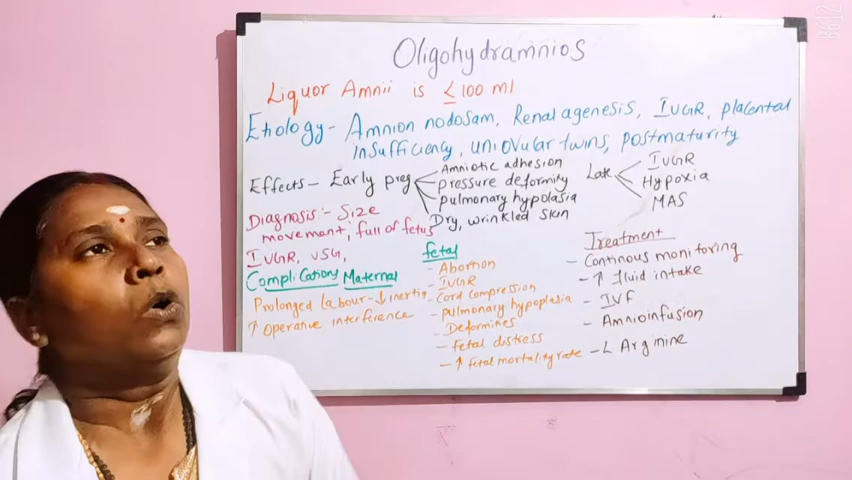 Oligohydramnios
Liquor Amnii is ≤100 ml
Etiology - Amnion nodosam, Renal agenesis, IUGR, placental
insufficiency, uniovular twins, postmaturity
Effects - Early preg
Amniotic adhesion
pressure deformity
pulmonary hypolasia
Dry, wrinkled skin
Late
IUGR
Hypoxia
MAS
Diagnosis:- Size
movement, full of fetus
IUGR, USG,
Complications Maternal
Prolonged labour - ↓ inertia
↑ Operative interference
fetal
- Abortion
- IUGR
- Cord compression
- pulmonary hypoplasia
- Deformities
- fetal distress
- ↑ Fetal mortality rate
Treatment
- Continous monitoring
- ↑ fluid intake
- IVF
- Amnioinfusion
- L Arginine
B612